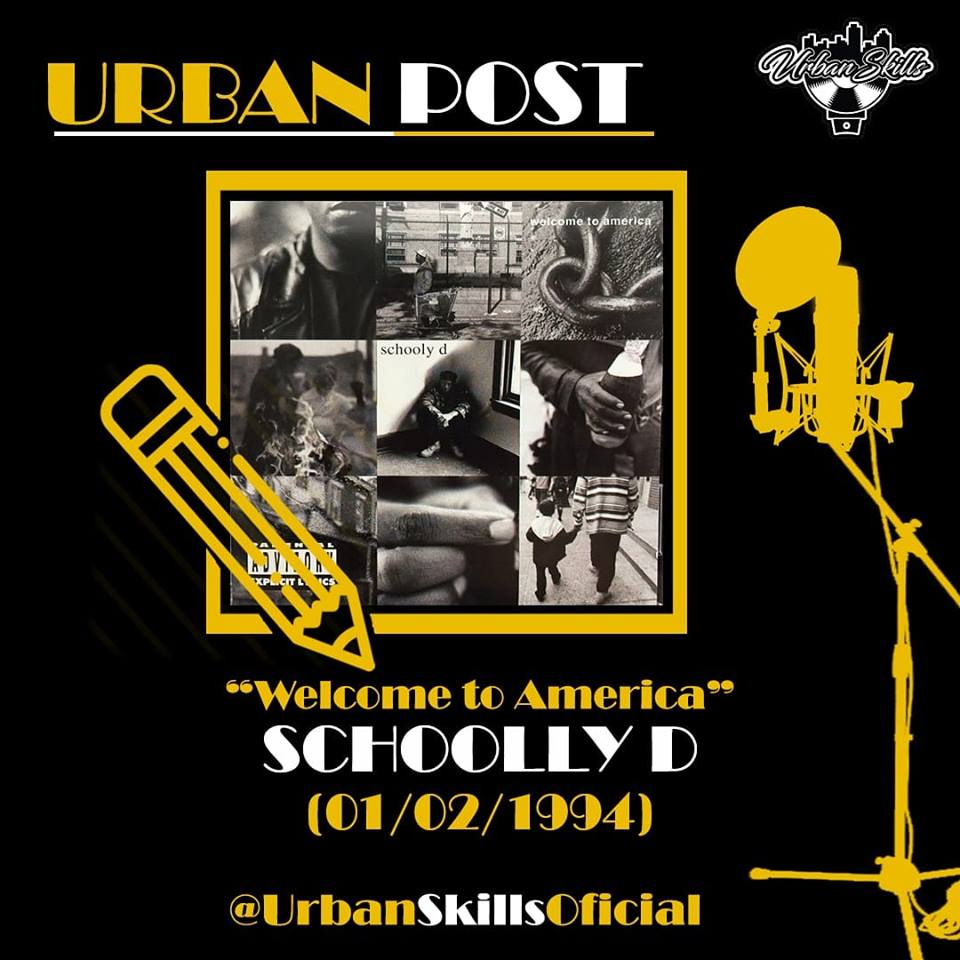 URBAN POST
Urban Skills
welcome to america
schooly d
PARENTAL
ADVISORY
EXPLICIT LYRICS
“Welcome to America”
SCHOOLLY D
(01/02/1994)
@UrbanSkillsOficial